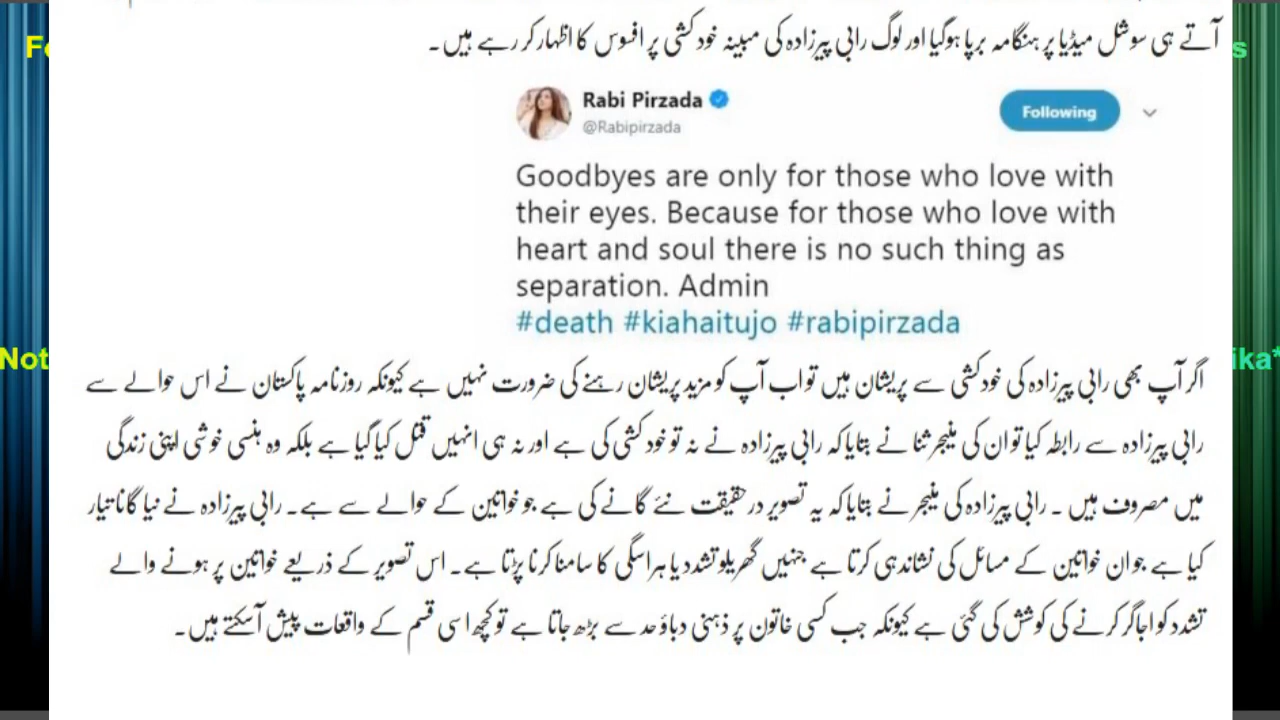 آتے ہی سوشل میڈیا پر ہنگامہ برپا ہوگیا اور لوگ رابی پیرزادہ کی مبینہ خودکشی پر افسوس کا اظہار کر رہے ہیں۔
Rabi Pirzada
Following
@Rabipirzada
Goodbyes are only for those who love with
their eyes. Because for those who love with
heart and soul there is no such thing as
separation. Admin
#death #kiahaitujo #rabipirzada
اگر آپ بھی رابی پیرزادہ کی خودکشی سے پریشان ہیں تو اب آپ کو مزید پریشان رہنے کی ضرورت نہیں ہے کیونکہ روزنامہ پاکستان نے اس حوالے سے
رابی پیرزادہ سے رابطہ کیا تو ان کی منیجر ثنا نے بتایا کہ رابی پیرزادہ نے نہ تو خودکشی کی ہے اور نہ ہی انہیں قتل کیا گیا ہے بلکہ وہ ہنسی خوشی اپنی زندگی
میں مصروف ہیں ۔ رابی پیرزادہ کی منیجر نے بتایا کہ یہ تصویر در حقیقت نئے گانے کی ہے جو خواتین کے حوالے سے ہے۔ رابی پیرزادہ نے نیا گانا تیار
کیا ہے جو ان خواتین کے مسائل کی نشاندہی کرتا ہے جنہیں گھریلو تشدد یا ہراسگی کا سامنا کرنا پڑتا ہے۔ اس تصویر کے ذریعے خواتین پر ہونے والے
تشدد کو اجاگر کرنے کی کوشش کی گئی ہے کیونکہ جب کسی خاتون پر ذہنی دباؤ حد سے بڑھ جاتا ہے تو کچھ اسی قسم کے واقعات پیش آسکتے ہیں۔